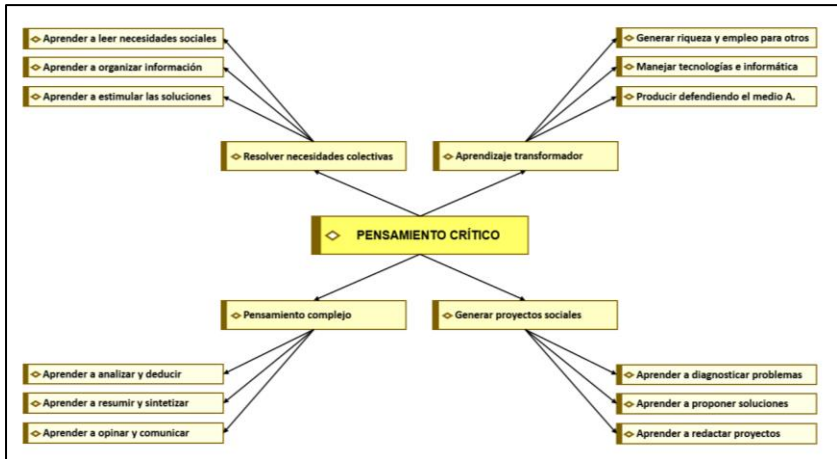 Aprender a leer necesidades sociales
Aprender a organizar información
Aprender a estimular las soluciones
Resolver necesidades colectivas
Generar riqueza y empleo para otros
Manejar tecnologías e informática
Producir defendiendo el medio A.
Aprendizaje transformador
PENSAMIENTO CRÍTICO
Pensamiento complejo
Aprender a analizar y deducir
Aprender a resumir y sintetizar
Aprender a opinar y comunicar
Generar proyectos sociales
Aprender a diagnosticar problemas
Aprender a proponer soluciones
Aprender a redactar proyectos